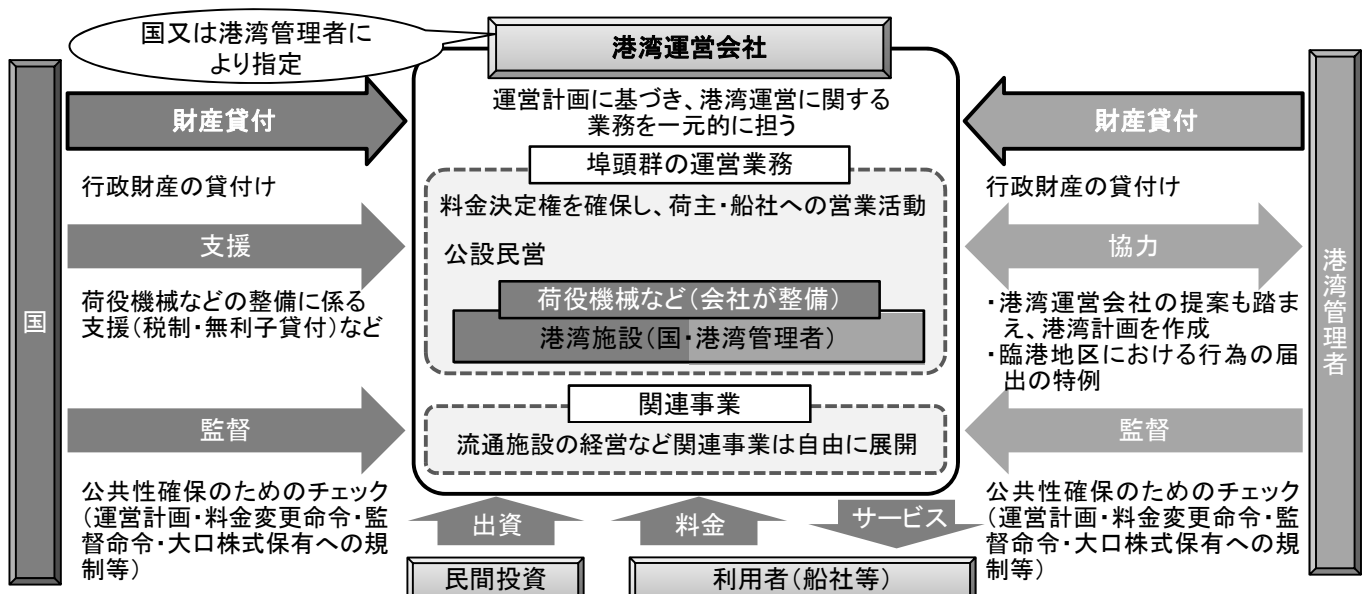 国又は港湾管理者に
より指定
港湾運営会社
運営計画に基づき、港湾運営に関する
業務を一元的に担う
国
財産貸付
行政財産の貸付け
支援
荷役機械などの整備に係る
支援(税制・無利子貸付)など
監督
公共性確保のためのチェック
(運営計画・料金変更命令・監
督命令・大口株式保有への規
制等)
埠頭群の運営業務
料金決定権を確保し、荷主・船社への営業活動
公設民営
荷役機械など(会社が整備)
港湾施設(国・港湾管理者)
関連事業
流通施設の経営など関連事業は自由に展開
財産貸付
行政財産の貸付け
協力
・港湾運営会社の提案も踏ま
え、港湾計画を作成
・臨港地区における行為の届
出の特例
監督
公共性確保のためのチェック
(運営計画・料金変更命令・監
督命令・大口株式保有への規
制等)
港湾管理者
出資
料金
サービス
民間投資
利用者(船社等)